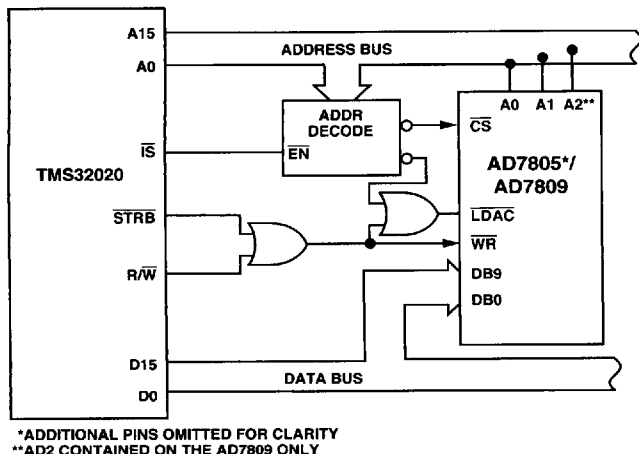 A15
ADDRESS BUS
A0
A0 A1 A2**
ADDR
DECODE
CS
IS
EN
TMS32020
AD7805*/
AD7809
STRB
LDAC
WR
R/W
DB9
DB0
D15
DATA BUS
D0
*ADDITIONAL PINS OMITTED FOR CLARITY
**AD2 CONTAINED ON THE AD7809 ONLY